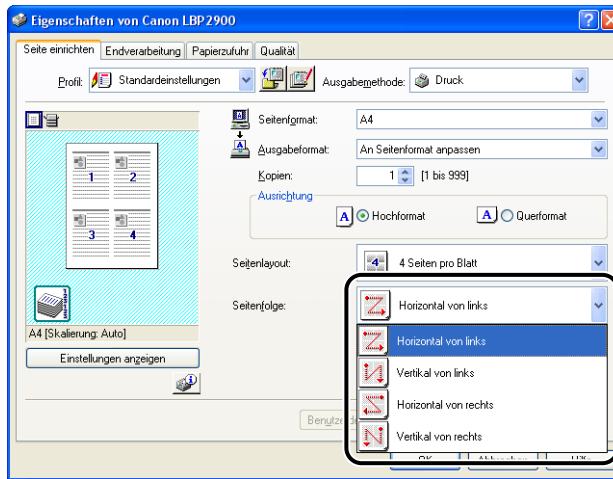 Eigenschaften von Canon LBP2900
Seite einrichten Endverarbeitung Papierzufuhr Qualität
Profil: Standardeinstellungen Ausgabemethode: Druck
Seitenformat: A4
Ausgabeformat: An Seitenformat anpassen
Kopien: 1 [1 bis 999]
Ausrichtung
A Hochformat A Querformat
1 2
3 4
Seitenlayout: 4 4 Seiten pro Blatt
Seitenfolge: Horizontal von links
A4 [Skalierung: Auto]
Horizontal von links
Einstellungen anzeigen
Vertikal von links
Horizontal von rechts
Vertikal von rechts